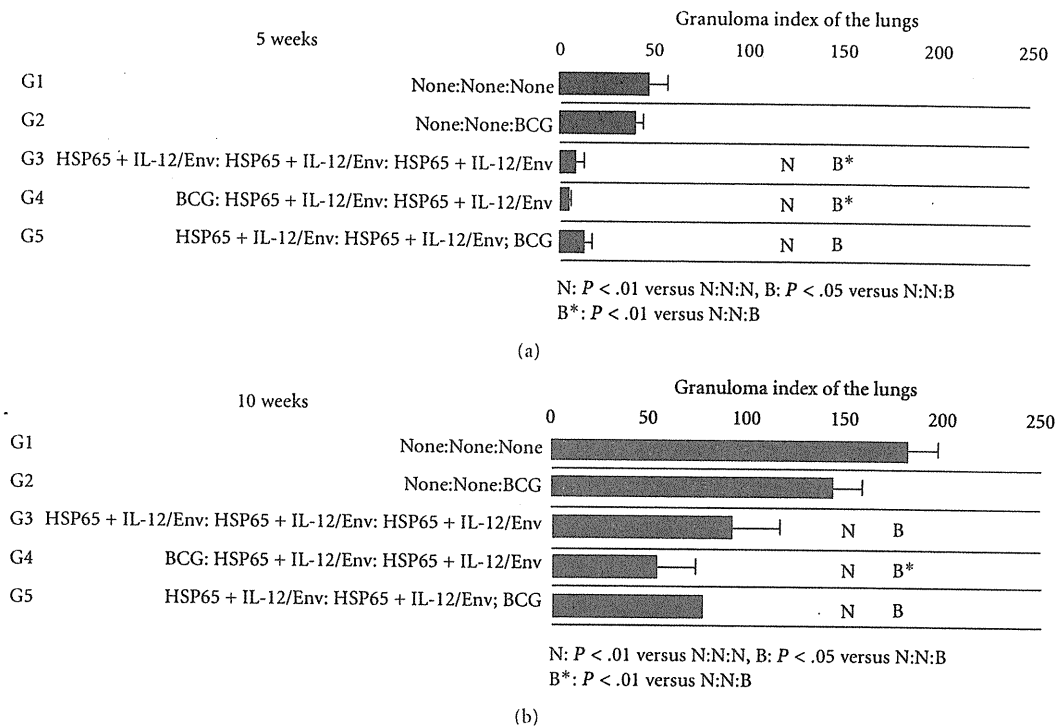 Granuloma index of the lungs
5 weeks
0 50 100 150 200 250
G1 None:None:None
G2 None:None:BCG
G3 HSP65 + IL-12/Env: HSP65 + IL-12/Env: HSP65 + IL-12/Env N B*
G4 BCG: HSP65 + IL-12/Env: HSP65 + IL-12/Env N B*
G5 HSP65 + IL-12/Env: HSP65 + IL-12/Env; BCG N B
N: P < .01 versus N:N:N, B: P < .05 versus N:N:B
B*: P < .01 versus N:N:B
(a)
Granuloma index of the lungs
10 weeks
0 50 100 150 200 250
G1 None:None:None
G2 None:None:BCG
G3 HSP65 + IL-12/Env: HSP65 + IL-12/Env: HSP65 + IL-12/Env N B
G4 BCG: HSP65 + IL-12/Env: HSP65 + IL-12/Env N B*
G5 HSP65 + IL-12/Env: HSP65 + IL-12/Env; BCG N B
N: P < .01 versus N:N:N, B: P < .05 versus N:N:B
B*: P < .01 versus N:N:B
(b)